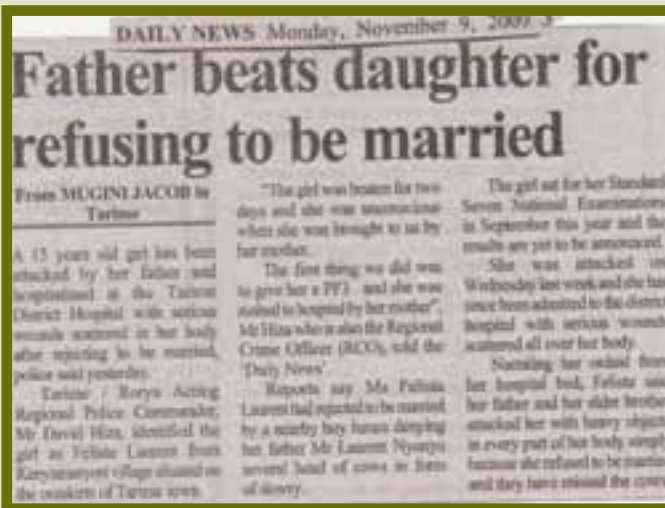 DAILY NEWS Monday, November 9, 2009 3
Father beats daughter for
refusing to be married
From MUGINI JACOB in
Tarime
A 15 years old girl has been
attacked by her father and
hospitalised at the Tarime
District Hospital with serious
wounds scattered in her body
after rejecting to be married,
police said yesterday.
Tarime / Rorya Acting
Regional Police Commander,
Mr David Hiza, identified the
girl as Felista Laurent from
village situated on
the outskirts of Tarime town.
"The girl was beaten for two
days and she was unconscious
when she was brought to us by
her mother.
The first thing we did was
to give her a PF3 and she was
rushed to hospital by her mother",
Mr Hiza who is also the Regional
Crime Officer (RCO), told the
'Daily News'
Reports say Ms Felista
Laurent had rejected to be married
by a nearby boy hence denying
her father Mr Laurent
several head of cows in form
of dowry.
The girl sat for her Standard
Seven National Examinations
in September this year and the
results are yet to be announced.
She was attacked on
Wednesday last week and she has
since been admitted to the district
hospital with serious wounds
scattered all over her body.
Narrating her ordeal from
her hospital bed, Felista said
her father and her elder brother
attacked her with heavy objects
in every part of her body simply
because she refused to be married
and they have missed the cows